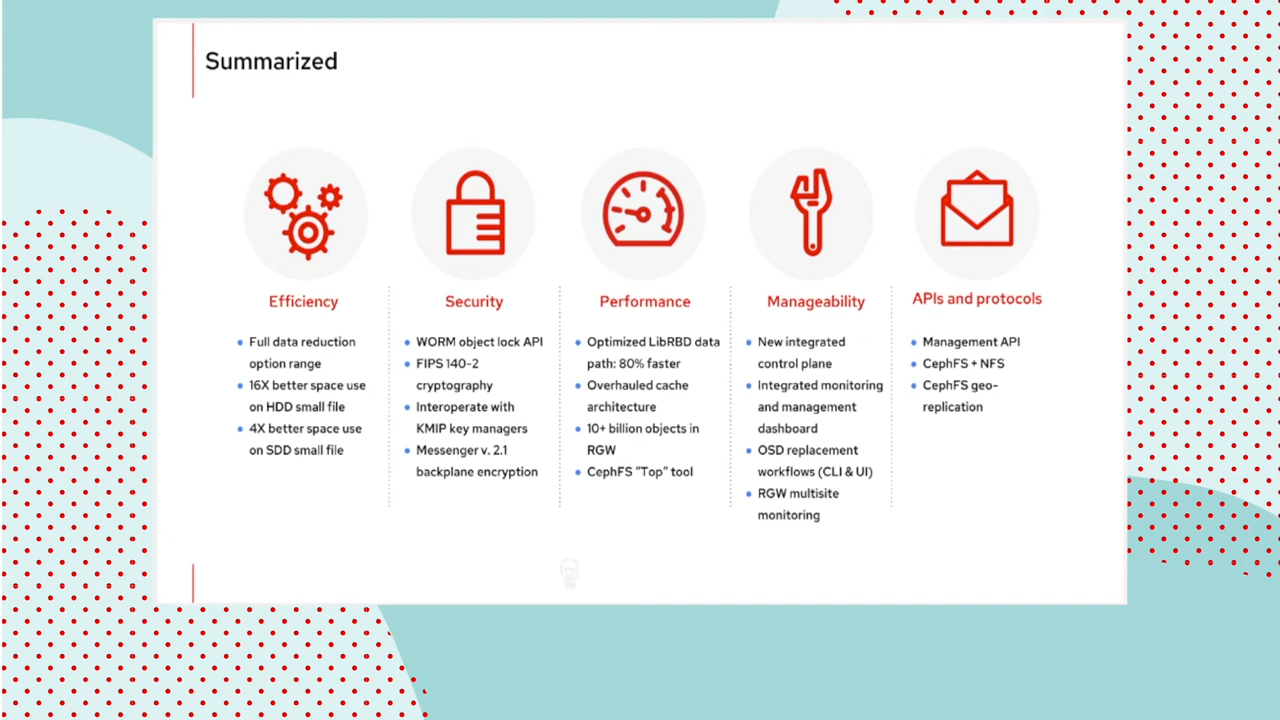 Summarized
Efficiency
Full data reduction
option range
16X better space use
on HDD small file
4X better space use
on SDD small file
Security
WORM object lock API
FIPS 140-2
cryptography
Interoperate with
KMIP key managers
Messenger v. 2.1
backplane encryption
Performance
Optimized LibRBD data
path: 80% faster
Overhauled cache
architecture
10+ billion objects in
RGW
CephFS "Top" tool
Manageability
New integrated
control plane
Integrated monitoring
and management
dashboard
OSD replacement
workflows (CLI & UI)
RGW multisite
monitoring
APIs and protocols
Management API
CephFS + NFS
CephFS geo-
replication